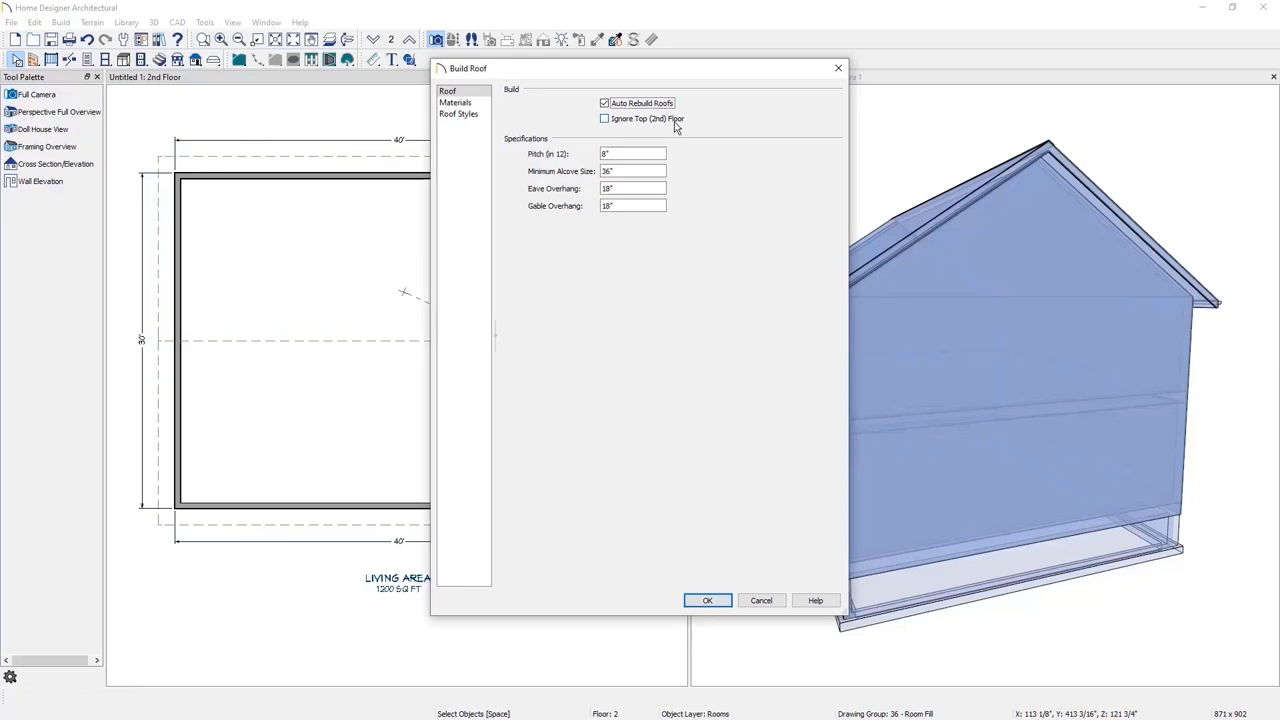 Home Designer Architectural
File Edit Build Terrain Library 3D CAD Tools View Window Help
2
Tool Palette
Untitled 1: 2nd Floor
Full Camera
Perspective Full Overview
Doll House View
Framing Overview
Cross Section/Elevation
Wall Elevation
Build Roof
Roof
Materials
Roof Styles
Build
Auto Rebuild Roofs
Ignore Top (2nd) Floor
Specifications
Pitch (in 12): 8"
Minimum Alcove Size: 36"
Eave Overhang: 18"
Gable Overhang: 18"
OK Cancel Help
40'
30'
40'
LIVING AREA
1200 SQ FT
Select Objects [Space] Floor: 2 Object Layer: Rooms Drawing Group: 36 - Room Fill X: 113 1/8", Y: 413 3/16", Z: 121 3/4" 871 x 902